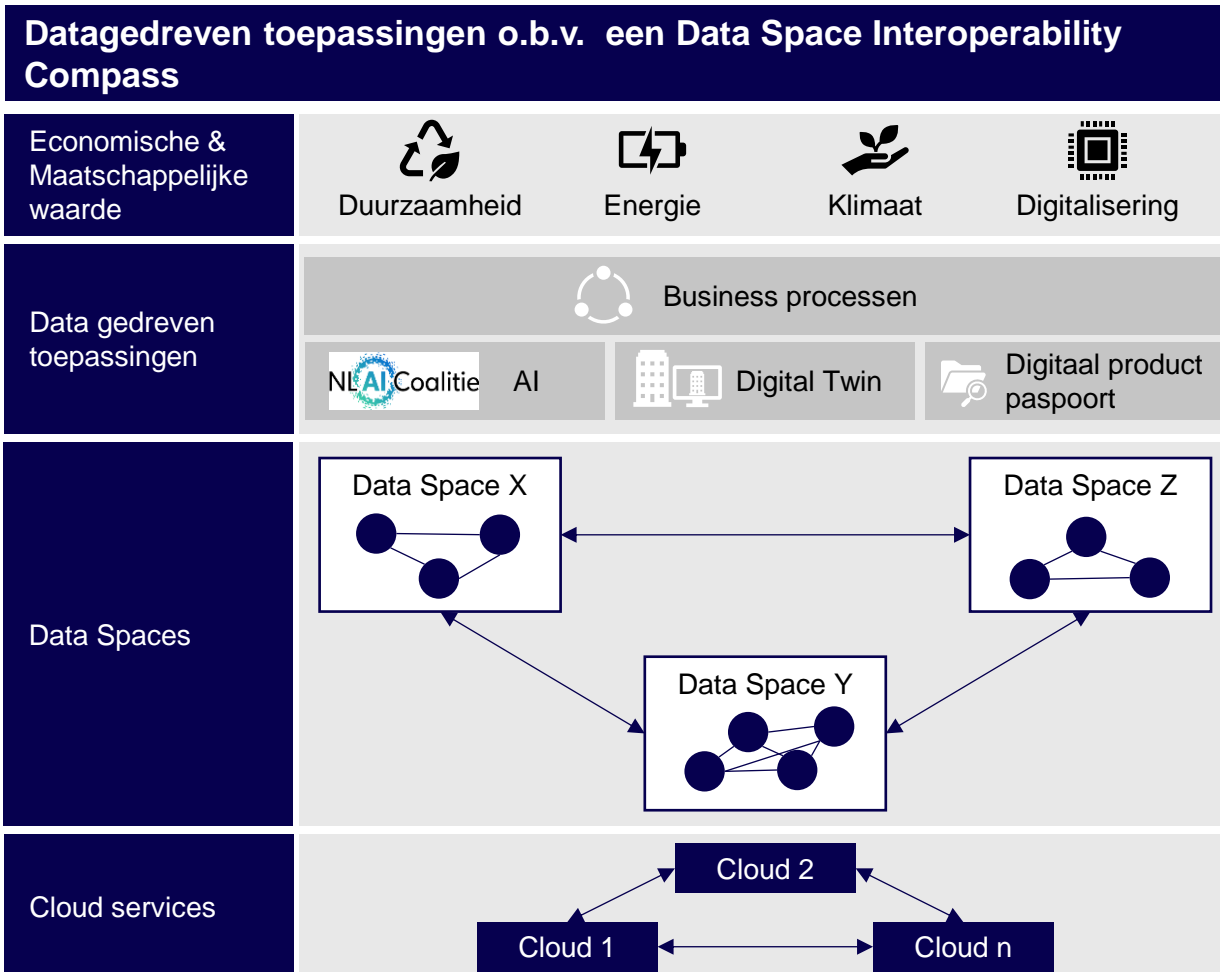 Datagedreven toepassingen o.b.v. een Data Space Interoperability
Compass
Economische &
Maatschappelijke
waarde
Duurzaamheid
Energie
Klimaat
Digitalisering
Data gedreven
toepassingen
Business processen
NL AI Coalitie
AI
Digital Twin
Digitaal product
paspoort
Data Spaces
Data Space X
Data Space Z
Data Space Y
Cloud services
Cloud 2
Cloud 1
Cloud n